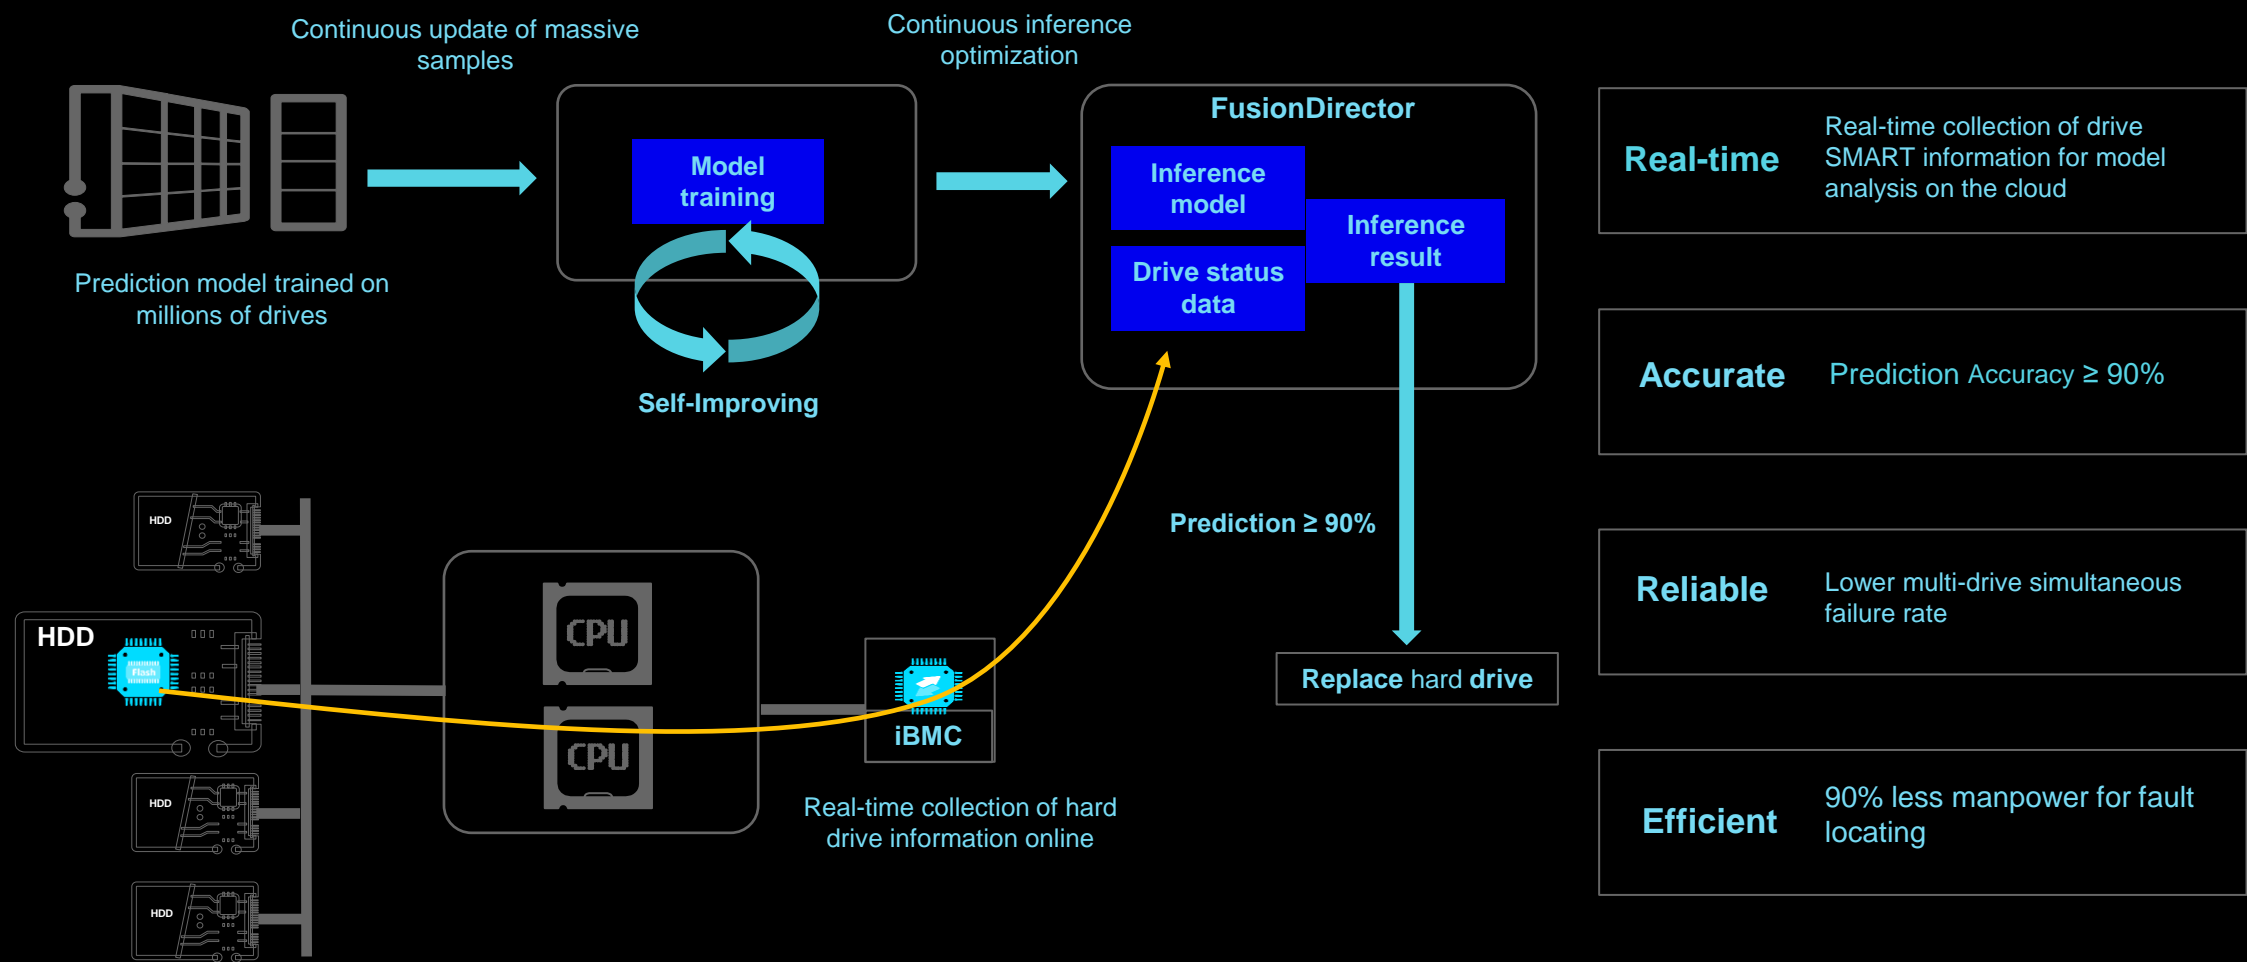 Continuous update of massive
samples
Continuous inference
optimization
Prediction model trained on
millions of drives
Model
training
Self-Improving
FusionDirector
Inference
model
Drive status
data
Inference
result
Prediction ≥ 90%
Replace hard drive
HDD
HDD
Flash
HDD
HDD
CPU
CPU
iBMC
Real-time collection of hard
drive information online
Real-time
Real-time collection of drive
SMART information for model
analysis on the cloud
Accurate
Prediction Accuracy ≥ 90%
Reliable
Lower multi-drive simultaneous
failure rate
Efficient
90% less manpower for fault
locating